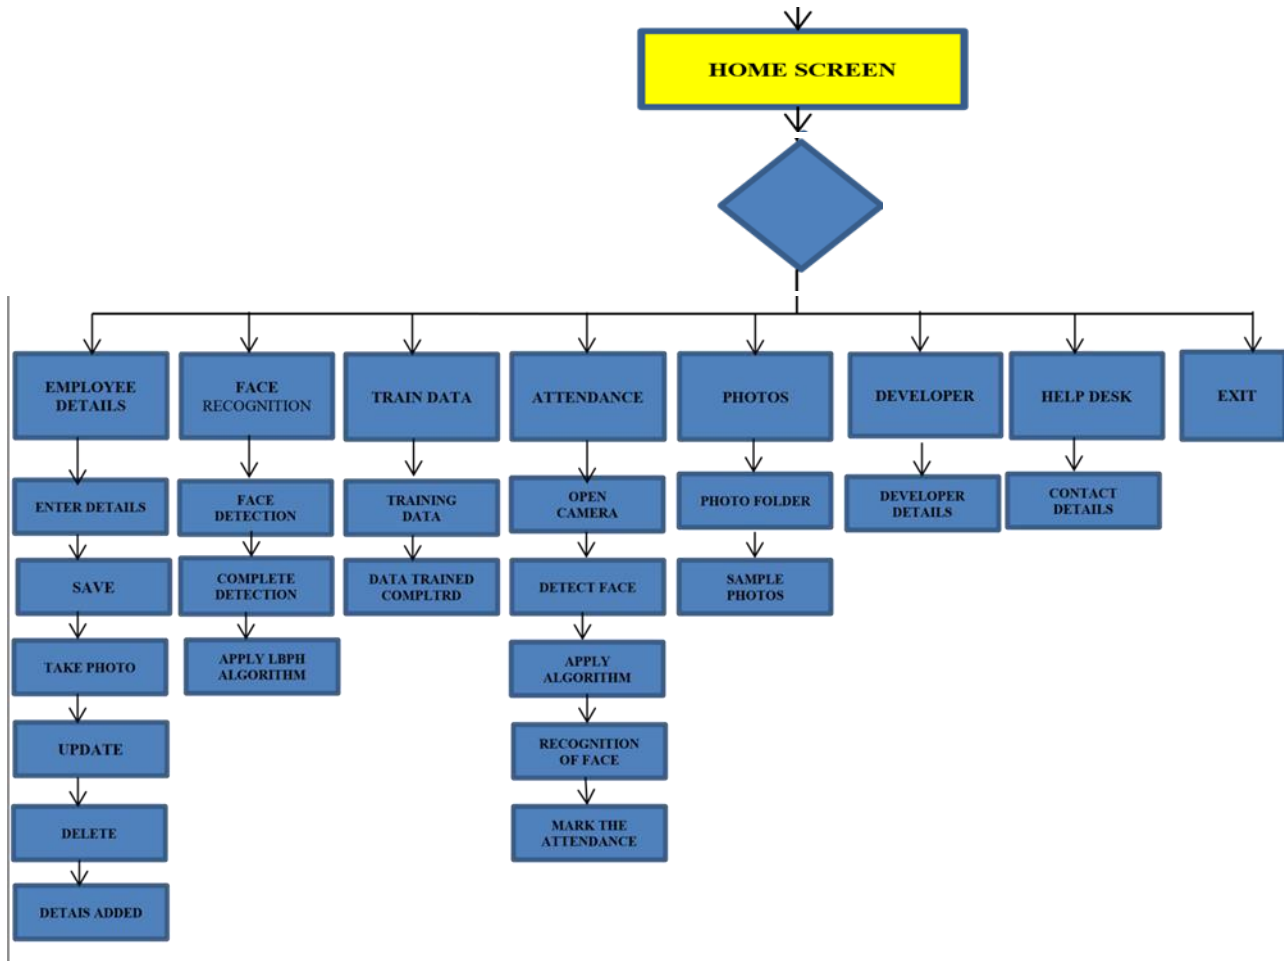 HOME SCREEN
EMPLOYEE
DETAILS
FACE
RECOGNITION
TRAIN DATA
ATTENDANCE
PHOTOS
DEVELOPER
HELP DESK
EXIT
ENTER DETAILS
FACE
DETECTION
TRAINING
DATA
OPEN
CAMERA
PHOTO FOLDER
DEVELOPER
DETAILS
CONTACT
DETAILS
SAVE
COMPLETE
DETECTION
DATA TRAINED
COMPLTRD
DETECT FACE
SAMPLE
PHOTOS
TAKE PHOTO
APPLY LBPH
ALGORITHM
APPLY
ALGORITHM
UPDATE
RECOGNITION
OF FACE
DELETE
MARK THE
ATTENDANCE
DETAIS ADDED